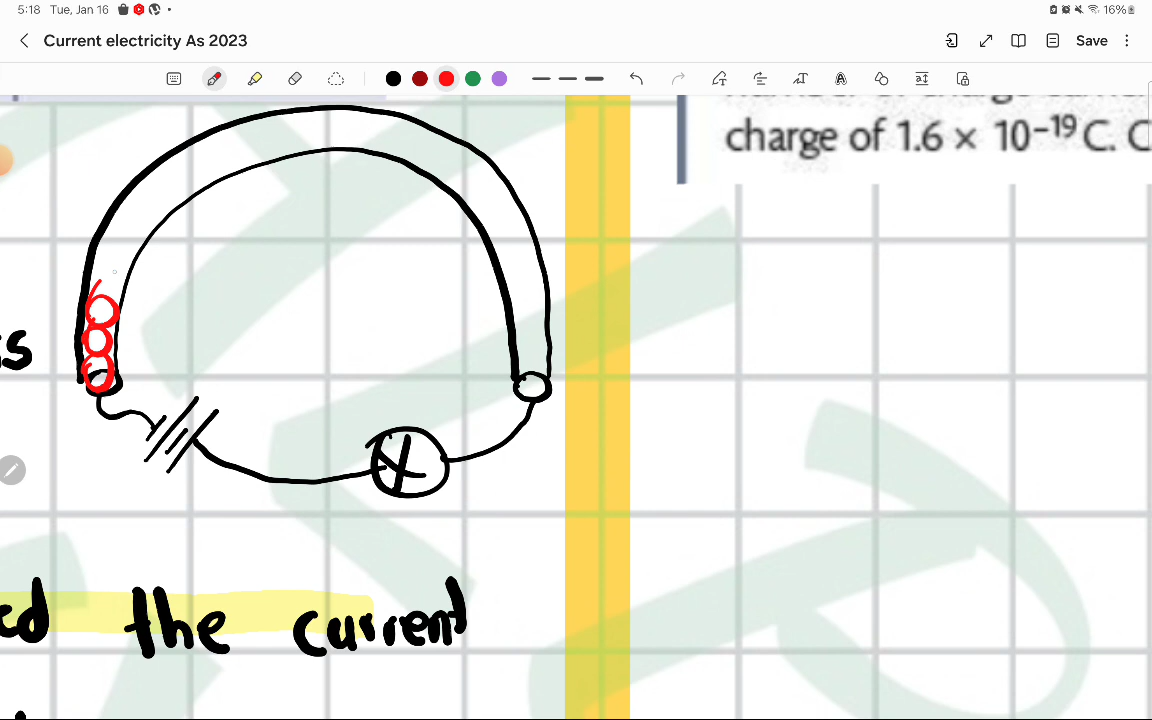 5:18 Tue, Jan 16
16%
Current electricity As 2023
Save
charge of 1.6 × 10⁻¹⁹ C. C
the current